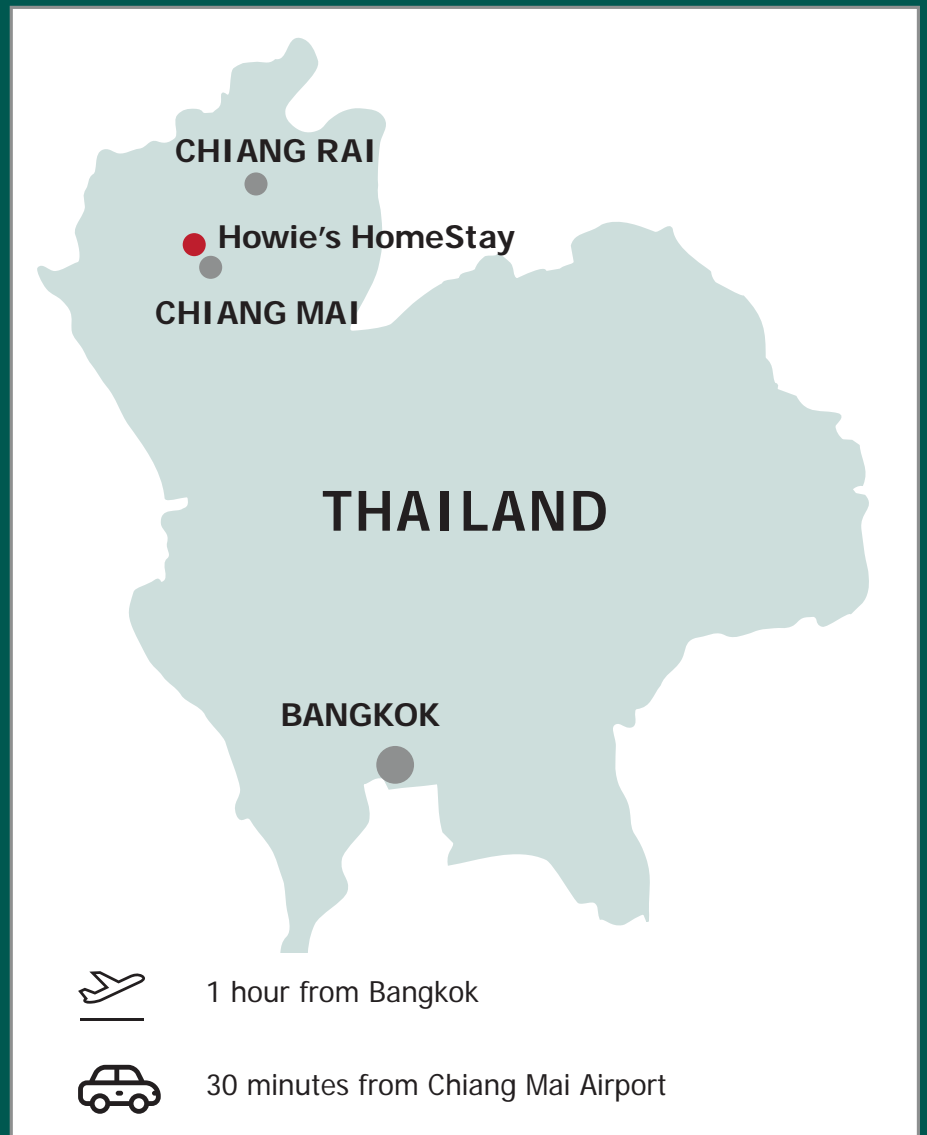 CHIANG RAI
Howie's HomeStay
CHIANG MAI
THAILAND
BANGKOK
1 hour from Bangkok
30 minutes from Chiang Mai Airport